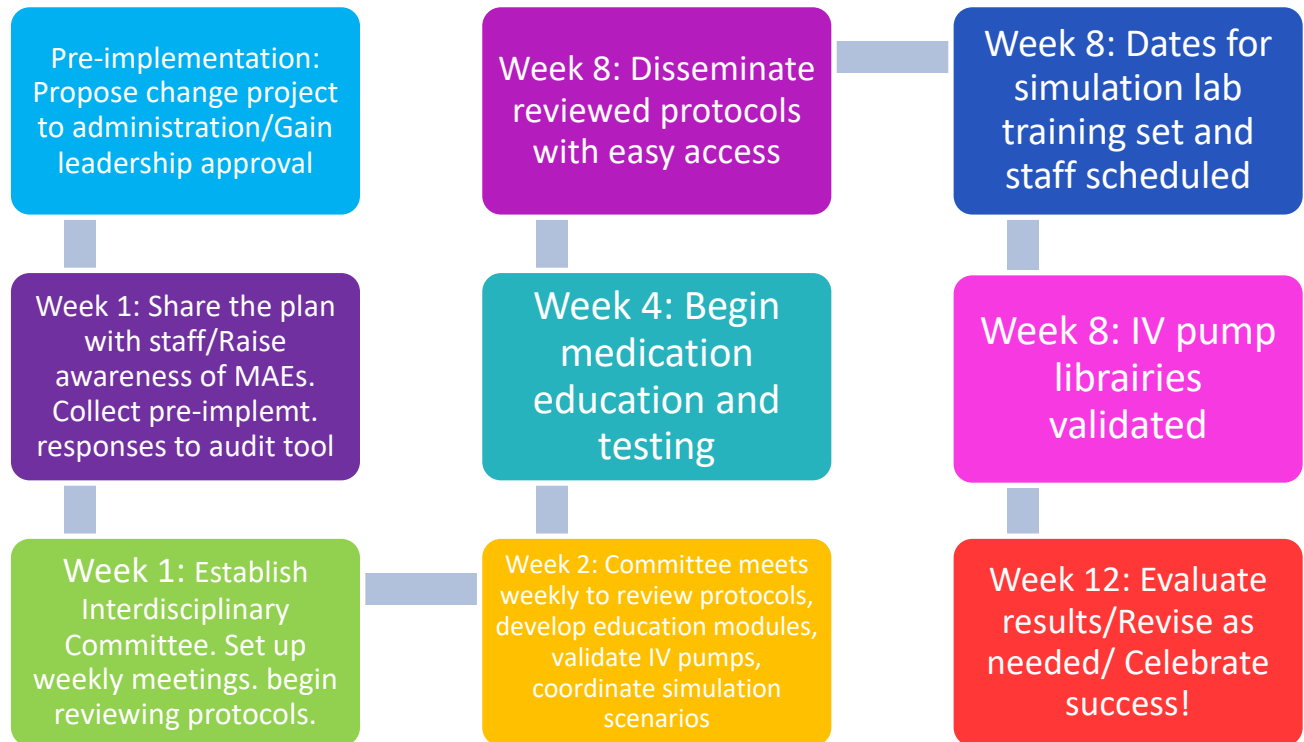 Pre-implementation:
Propose change project
to administration/Gain
leadership approval
Week 1: Share the plan
with staff/Raise
awareness of MAEs.
Collect pre-implemt.
responses to audit tool
Week 1: Establish
Interdisciplinary
Committee. Set up
weekly meetings. begin
reviewing protocols.
Week 2: Committee meets
weekly to review protocols,
develop education modules,
validate IV pumps,
coordinate simulation
scenarios
Week 4: Begin
medication
education and
testing
Week 8: Disseminate
reviewed protocols
with easy access
Week 8: Dates for
simulation lab
training set and
staff scheduled
Week 8: IV pump
librairies
validated
Week 12: Evaluate
results/Revise as
needed/ Celebrate
success!